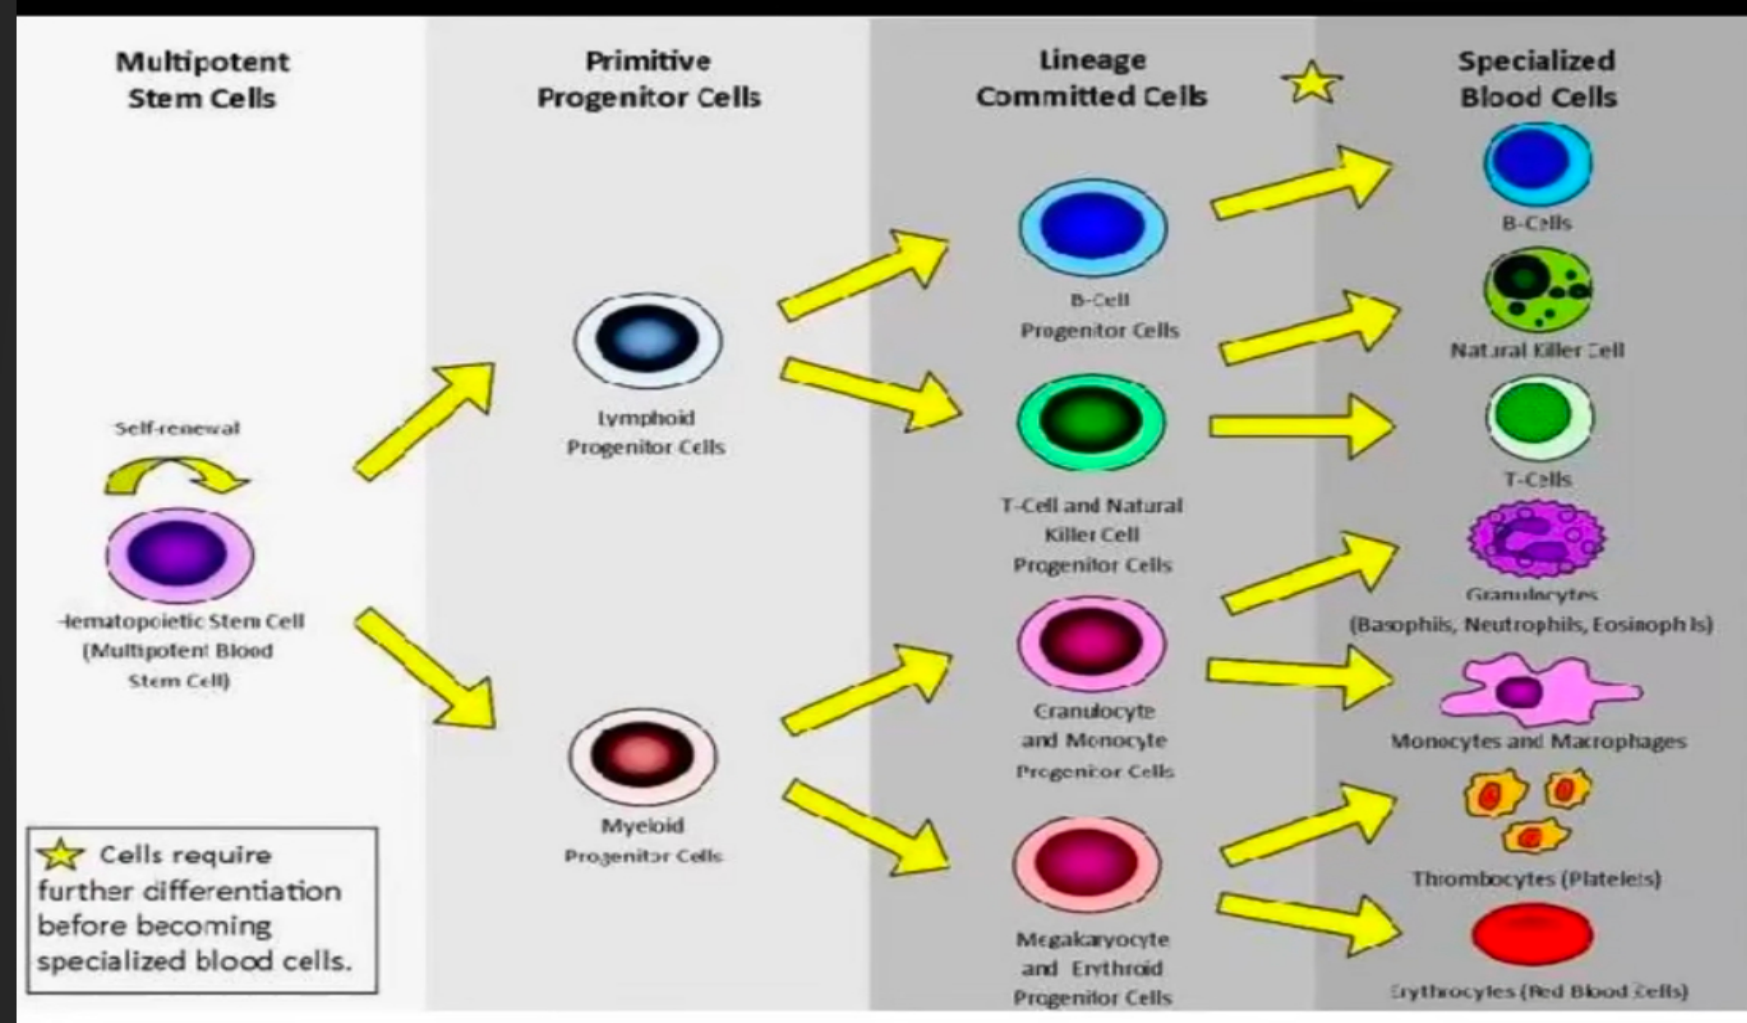 Multipotent
Stem Cells
Primitive
Progenitor Cells
Lineage
Committed Cells
Specialized
Blood Cells
Self-renewal
Hematopoietic Stem Cell
(Multipotent Blood
Stem Cell)
Lymphoid
Progenitor Cells
Myeloid
Progenitor Cells
B-Cell
Progenitor Cells
T-Cell and Natural
Killer Cell
Progenitor Cells
Granulocyte
and Monocyte
Progenitor Cells
Megakaryocyte
and Erythroid
Progenitor Cells
B-Cells
Natural Killer Cell
T-Cells
Granulocytes
(Basophils, Neutrophils, Eosinophils)
Monocytes and Macrophages
Thrombocytes (Platelets)
Erythrocytes (Red Blood Cells)
Cells require
further differentiation
before becoming
specialized blood cells.